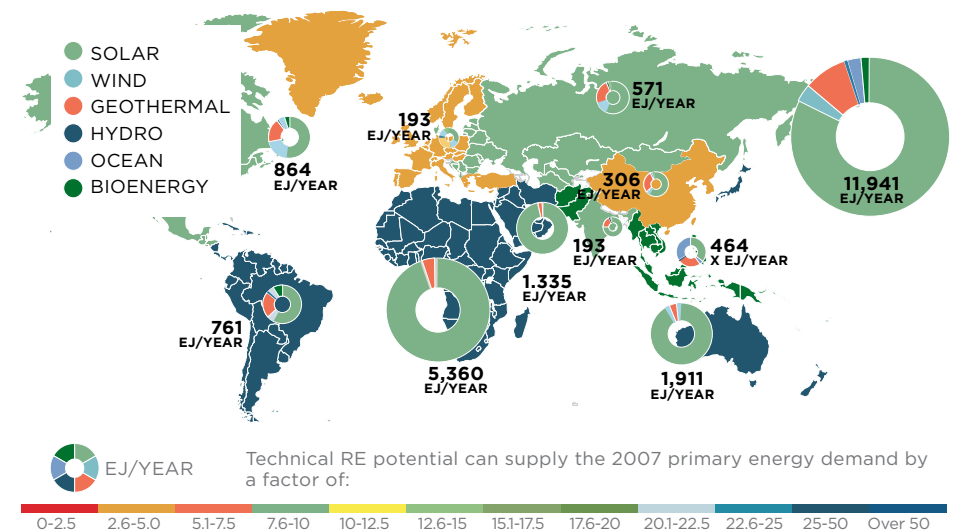 SOLAR
WIND
GEOTHERMAL
HYDRO
OCEAN
BIOENERGY
864
EJ/YEAR
193
EJ/YEAR
571
EJ/YEAR
11,941
EJ/YEAR
306
EJ/YEAR
193
EJ/YEAR
464
X EJ/YEAR
1.335
EJ/YEAR
761
EJ/YEAR
5,360
EJ/YEAR
1,911
EJ/YEAR
EJ/YEAR
Technical RE potential can supply the 2007 primary energy demand by
a factor of:
0-2.5 2.6-5.0 5.1-7.5 7.6-10 10-12.5 12.6-15 15.1-17.5 17.6-20 20.1-22.5 22.6-25 25-50 Over 50